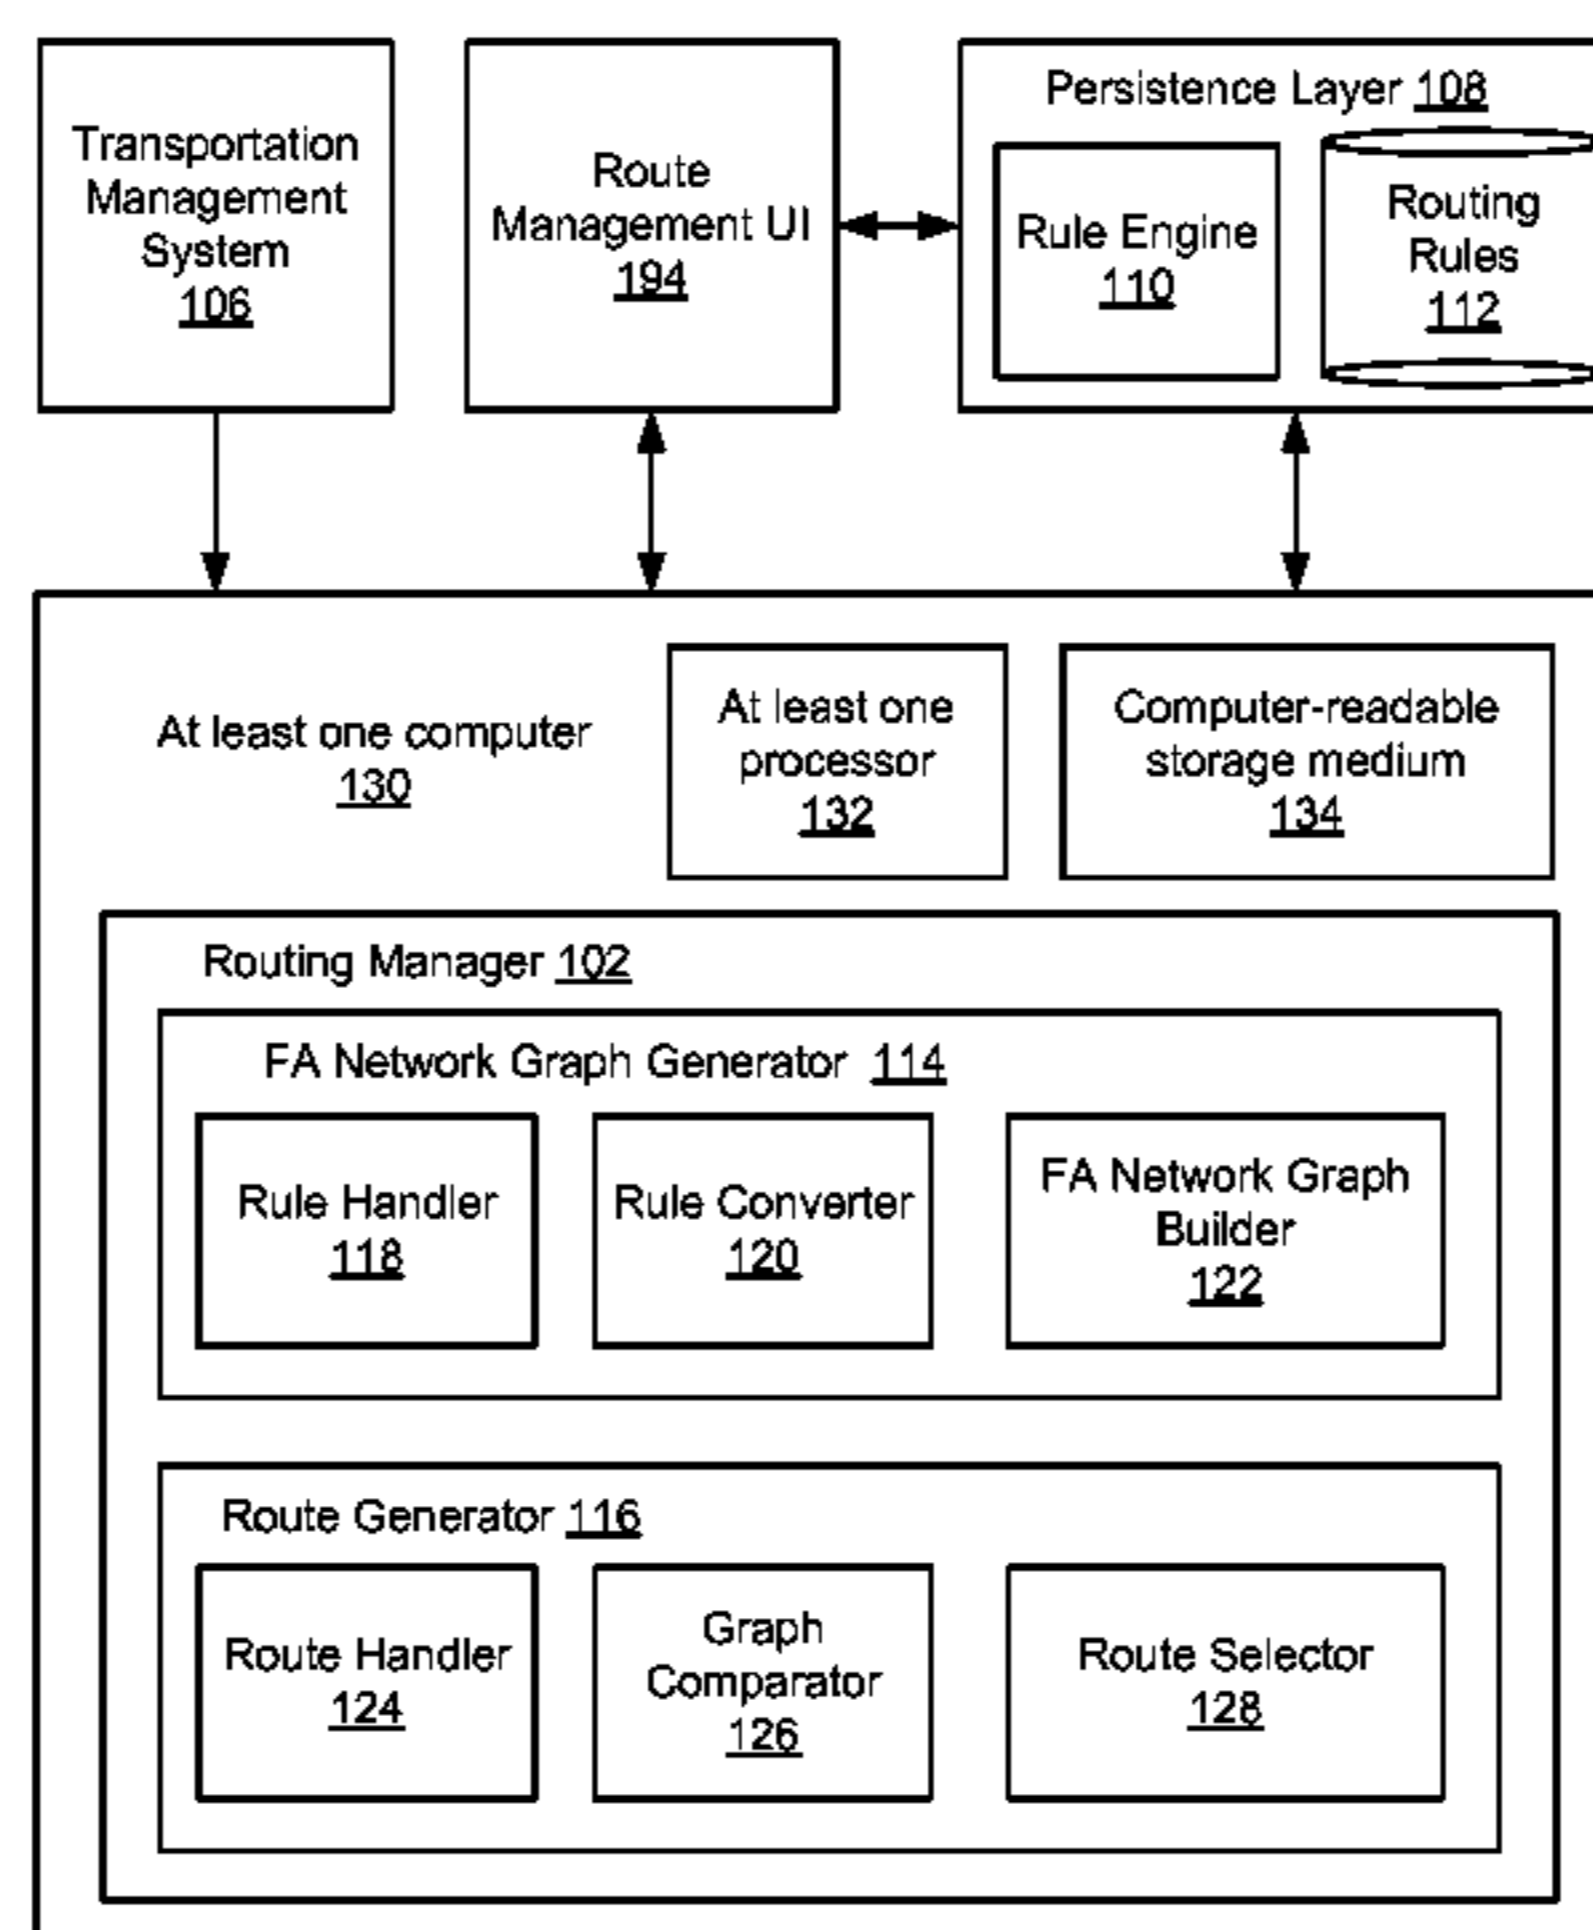 Transportation
Management
System
106
Route
Management UI
194
Persistence Layer 108
Rule Engine
110
Routing
Rules
112
At least one computer
130
At least one
processor
132
Computer-readable
storage medium
134
Routing Manager 102
FA Network Graph Generator 114
Rule Handler
118
Rule Converter
120
FA Network Graph
Builder
122
Route Generator 116
Route Handler
124
Graph
Comparator
126
Route Selector
128